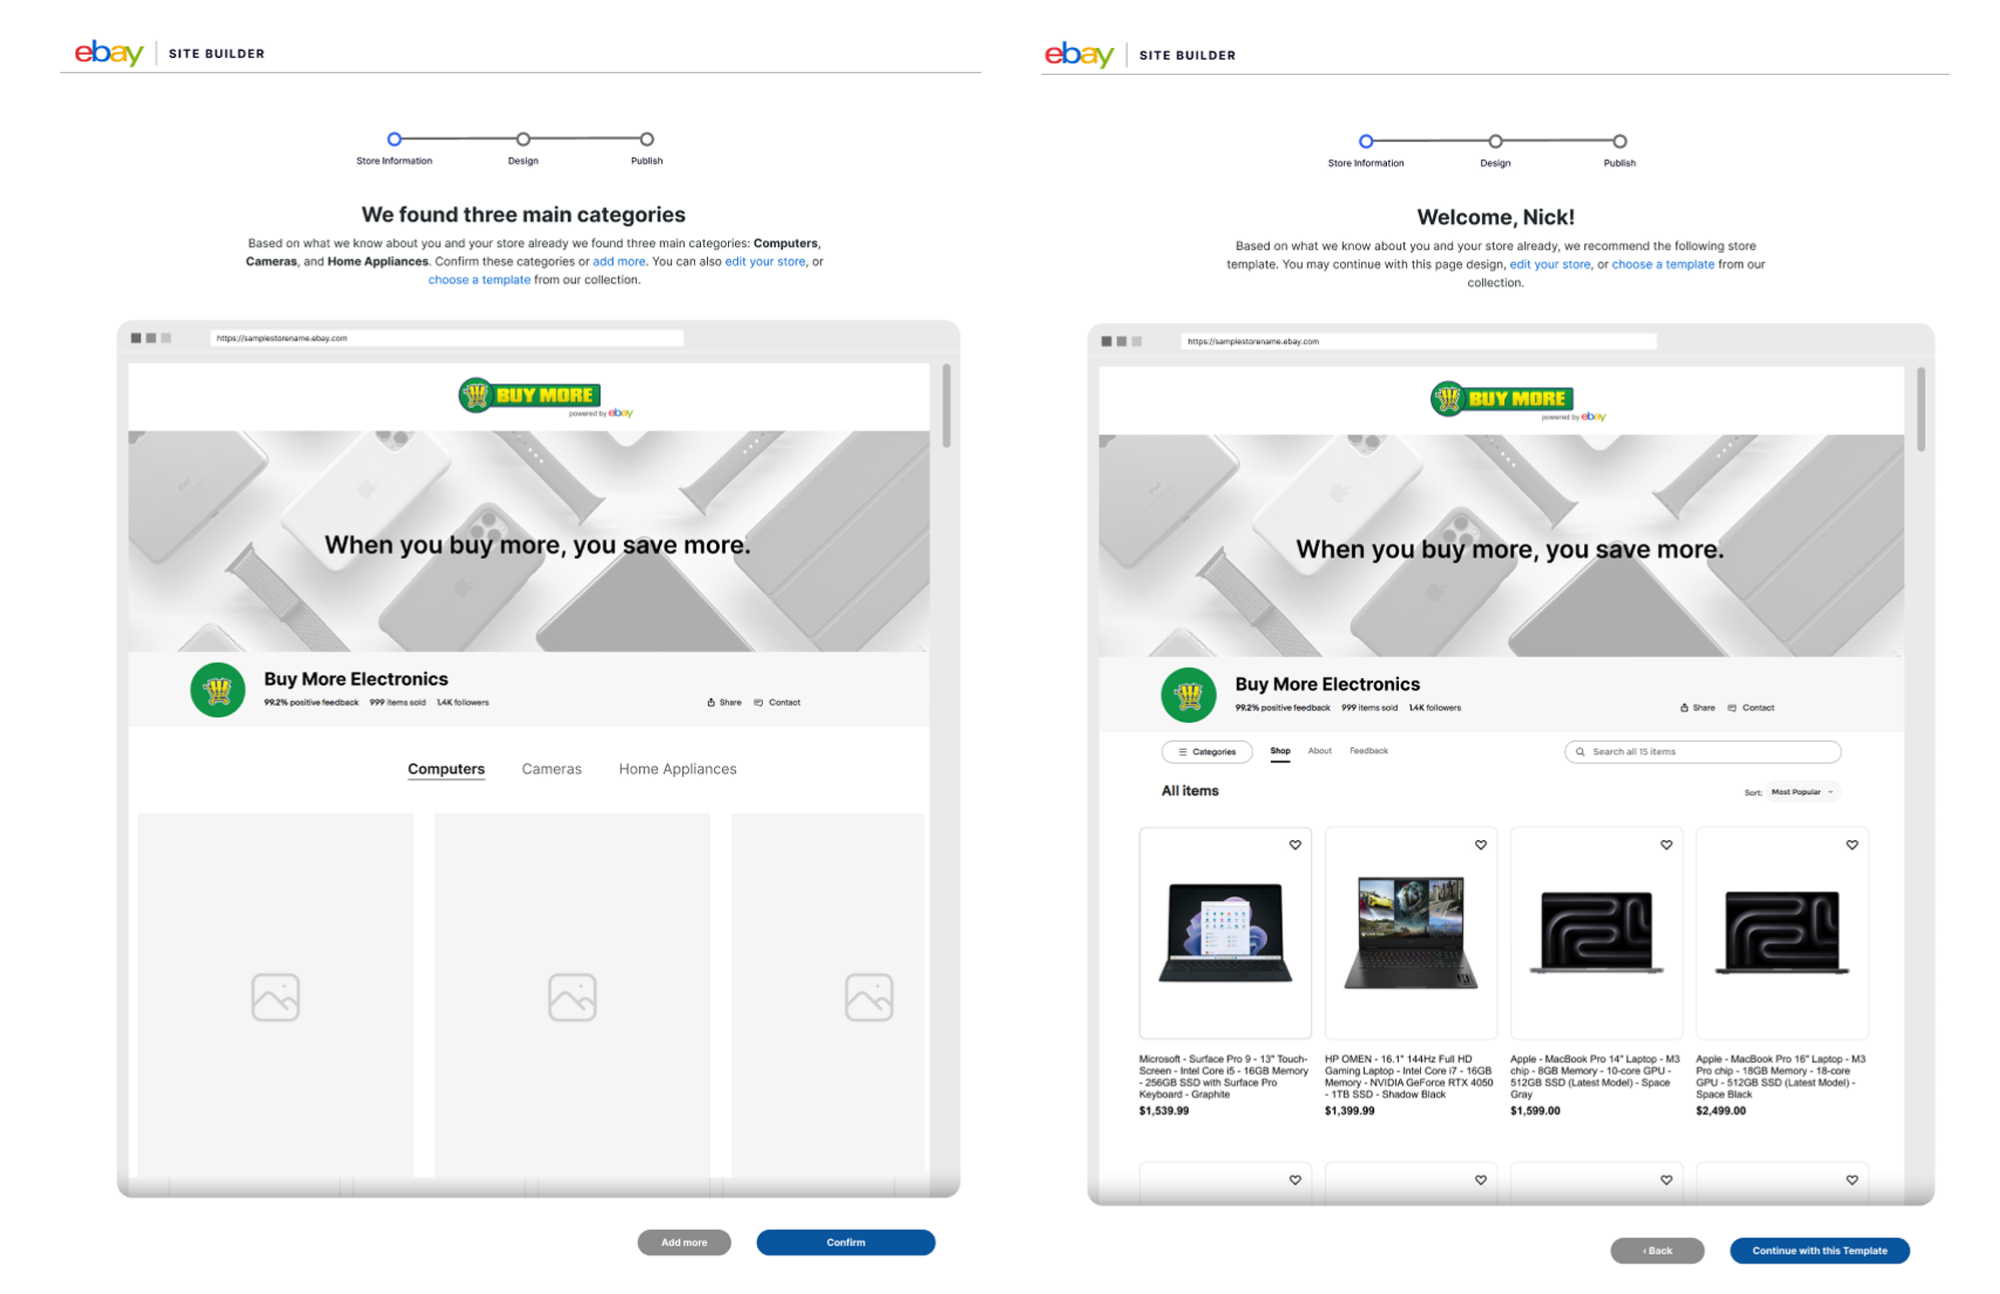 ebay SITE BUILDER
Store Information Design Publish
We found three main categories
Based on what we know about you and your store already we found three main categories: Computers,
Cameras, and Home Appliances. Confirm these categories or add more. You can also edit your store, or
choose a template from our collection.
https://samplestorename.ebay.com
BUY MORE
powered by ebay
When you buy more, you save more.
Buy More Electronics
99.2% positive feedback 999 items sold 1.4K followers
Share Contact
Computers Cameras Home Appliances
Add more Confirm
ebay SITE BUILDER
Store Information Design Publish
Welcome, Nick!
Based on what we know about you and your store already, we recommend the following store
template. You may continue with this page design, edit your store, or choose a template from our
collection.
https://samplestorename.ebay.com
BUY MORE
powered by ebay
When you buy more, you save more.
Buy More Electronics
99.2% positive feedback 999 items sold 1.4K followers
Share Contact
Categories Shop About Feedback Search all 15 items
All items Sort: Most Popular
Microsoft - Surface Pro 9 - 13" Touch-
Screen - Intel Core i5 - 16GB Memory
- 256GB SSD with Surface Pro
Keyboard - Graphite
$1,539.99
HP OMEN - 16.1" 144Hz Full HD
Gaming Laptop - Intel Core i7 - 16GB
Memory - NVIDIA GeForce RTX 4050
- 1TB SSD - Shadow Black
$1,399.99
Apple - MacBook Pro 14" Laptop - M3
chip - 8GB Memory - 10-core GPU -
512GB SSD (Latest Model) - Space
Gray
$1,599.00
Apple - MacBook Pro 16" Laptop - M3
Pro chip - 18GB Memory - 18-core
GPU - 512GB SSD (Latest Model) -
Space Black
$2,499.00
‹ Back Continue with this Template